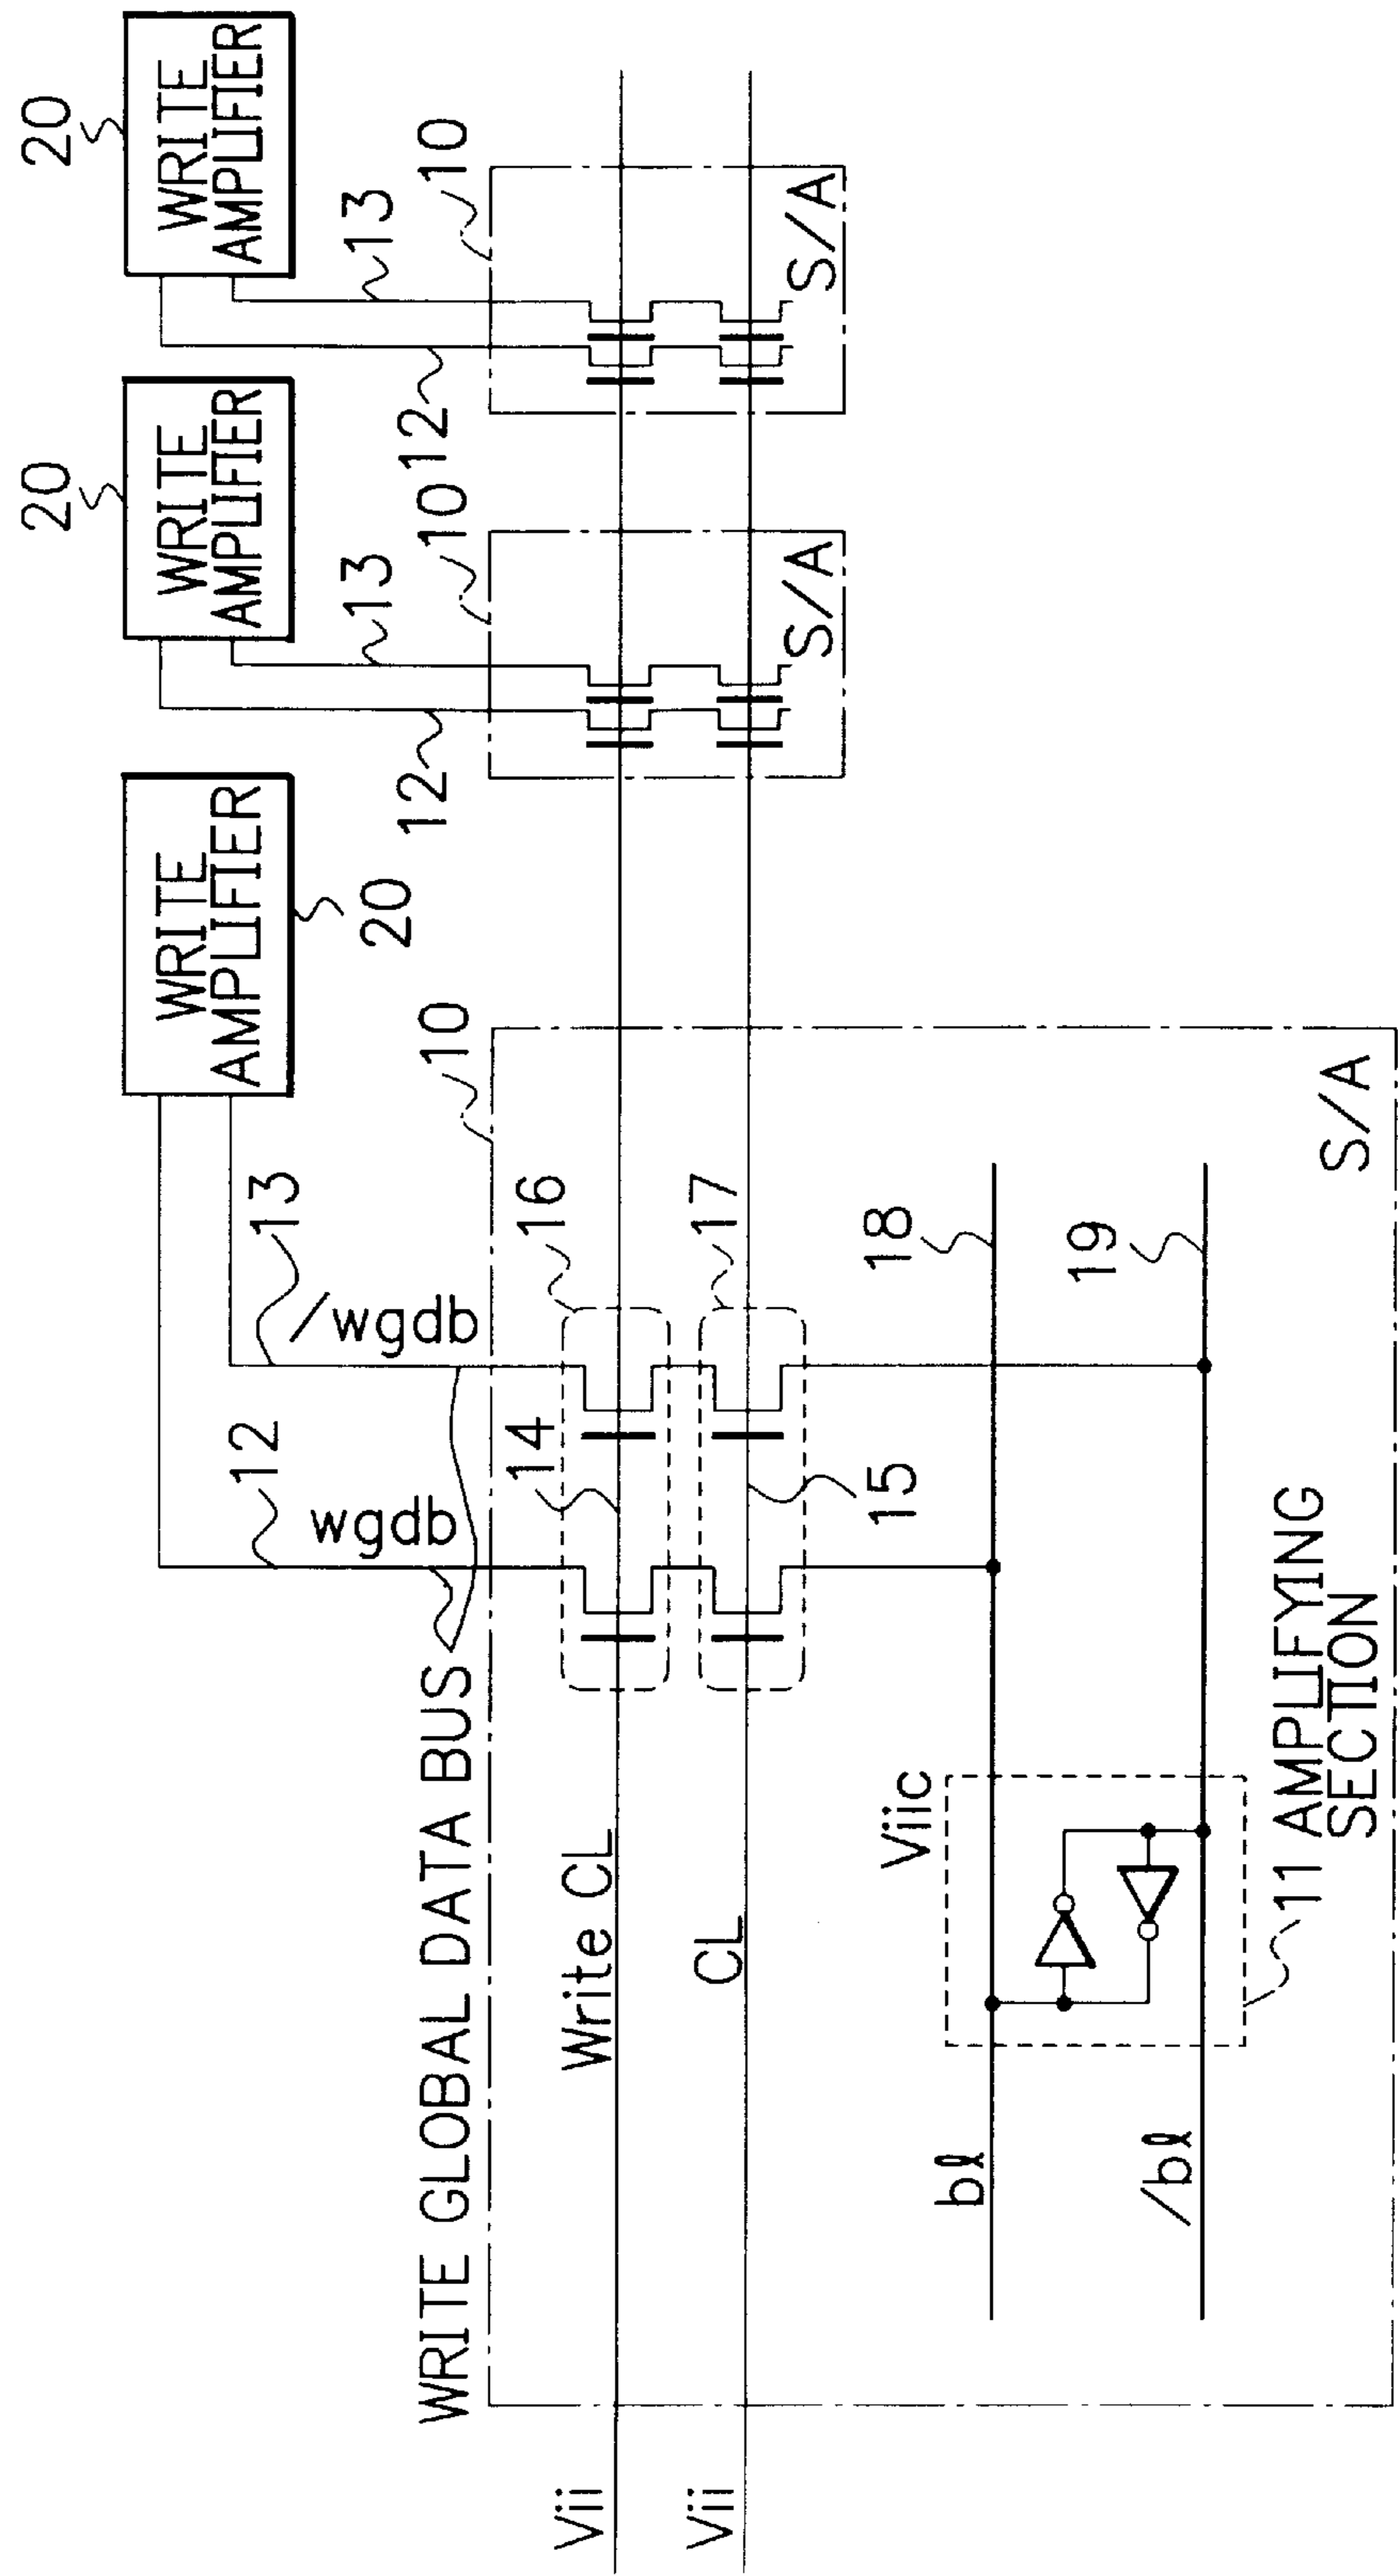 WRITE
AMPLIFIER
20
WRITE
AMPLIFIER
20
WRITE
AMPLIFIER
20
12
13
12
13
12
13
wgdb
/wgdb
WRITE GLOBAL DATA BUS
10
10
10
Vii
Write CL
14
16
Vii
CL
15
17
S/A
S/A
Viic
bℓ
18
/bℓ
19
11 AMPLIFYING
SECTION
S/A